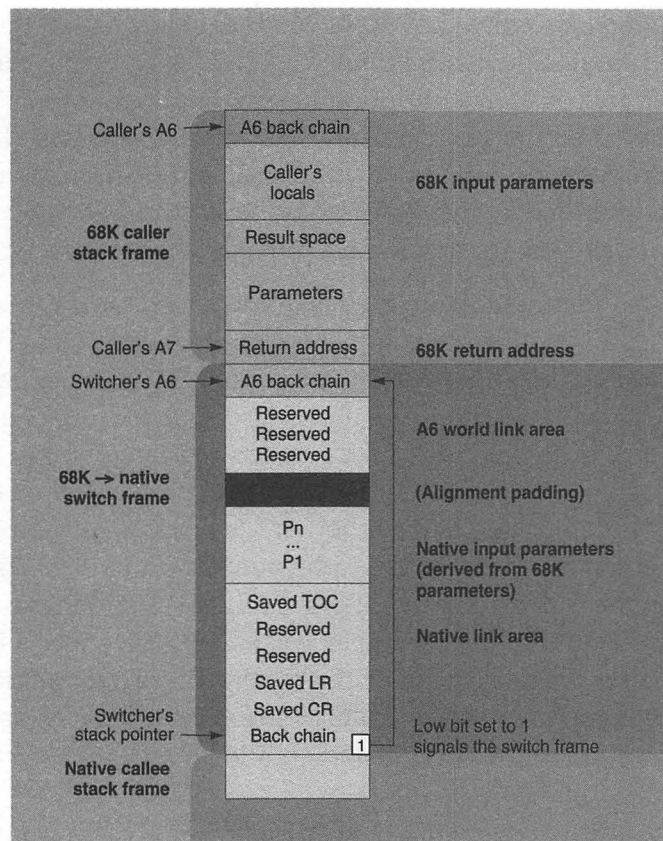 Caller's A6
A6 back chain
Caller's
locals
68K input parameters
68K caller
stack frame
Result space
Parameters
Caller's A7
Return address
68K return address
Switcher's A6
A6 back chain
Reserved
Reserved
Reserved
A6 world link area
68K → native
switch frame
(Alignment padding)
Pn
...
P1
Native input parameters
(derived from 68K
parameters)
Saved TOC
Reserved
Reserved
Saved LR
Saved CR
Native link area
Switcher's
stack pointer
Back chain
1
Low bit set to 1
signals the switch frame
Native callee
stack frame